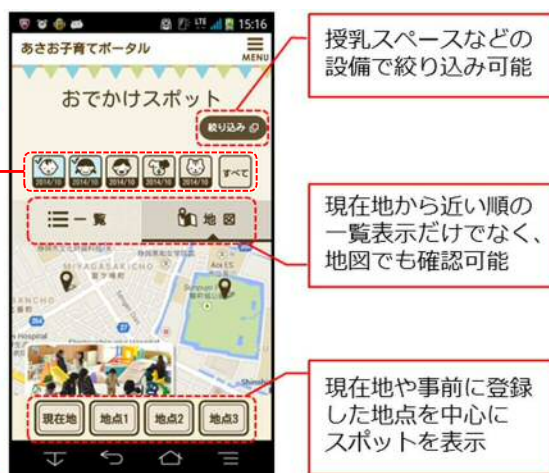 15:16
LTE
あさお子育てポータル
MENU
おでかけスポット
絞り込み
2014/10 2014/10 2014/10 2014/10 2014/10 すべて
一覧
地図
MIYAGASAKICHO
現在地 地点1 地点2 地点3
授乳スペースなどの
設備で絞り込み可能
現在地から近い順の
一覧表示だけでなく、
地図でも確認可能
現在地や事前に登録
した地点を中心に
スポットを表示